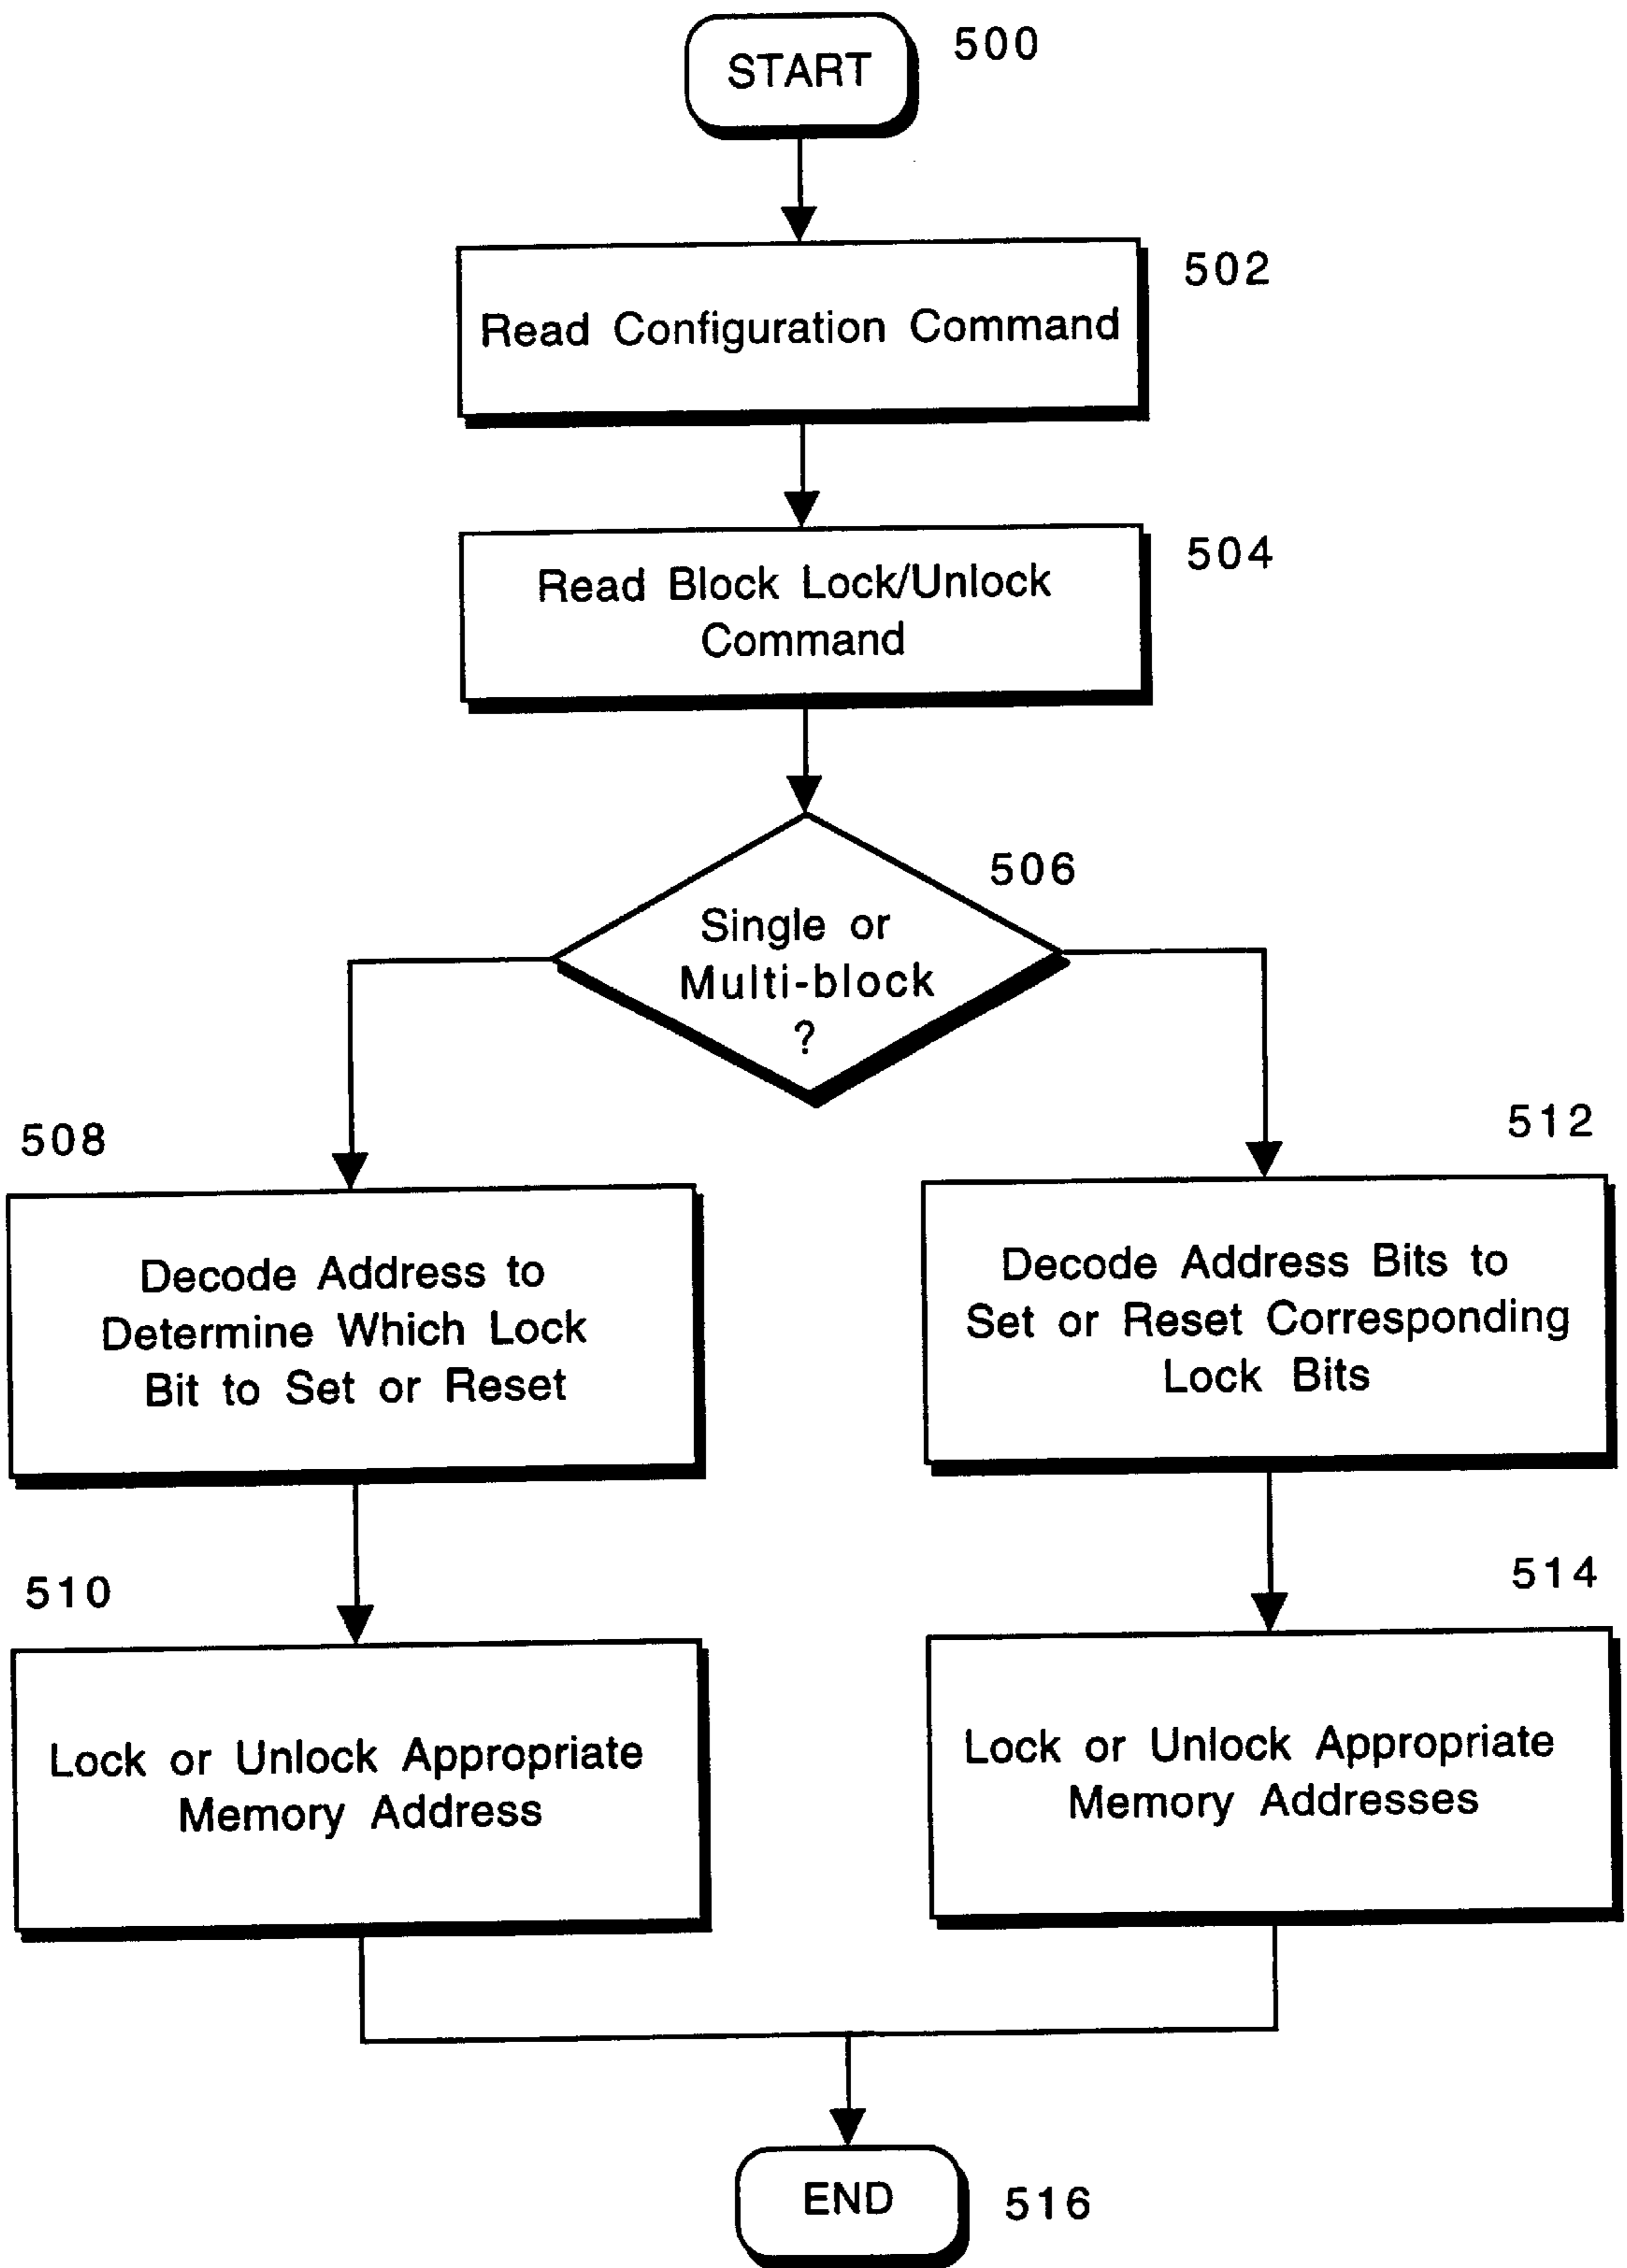 START
500
Read Configuration Command
502
Read Block Lock/Unlock
Command
504
Single or
Multi-block
?
506
508
Decode Address to
Determine Which Lock
Bit to Set or Reset
512
Decode Address Bits to
Set or Reset Corresponding
Lock Bits
510
Lock or Unlock Appropriate
Memory Address
514
Lock or Unlock Appropriate
Memory Addresses
END
516